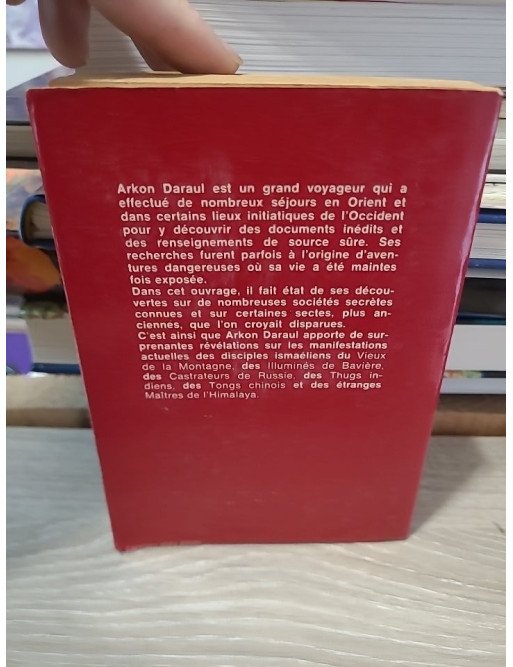 Arkon Daraul est un grand voyageur qui a
effectué de nombreux séjours en Orient et
dans certains lieux initiatiques de l'Occident
pour y découvrir des documents inédits et
des renseignements de source sûre. Ses
recherches furent parfois à l'origine d'aven-
tures dangereuses où sa vie a été maintes
fois exposée.
Dans cet ouvrage, il fait état de ses décou-
vertes sur de nombreuses sociétés secrètes
connues et sur certaines sectes, plus an-
ciennes, que l'on croyait disparues.
C'est ainsi que Arkon Daraul apporte de sur-
prenantes révélations sur les manifestations
actuelles des disciples ismaéliens du Vieux
de la Montagne, des Illuminés de Bavière,
des Castrateurs de Russie, des Thugs in-
diens, des Tongs chinois et des étranges
Maîtres de l'Himalaya.